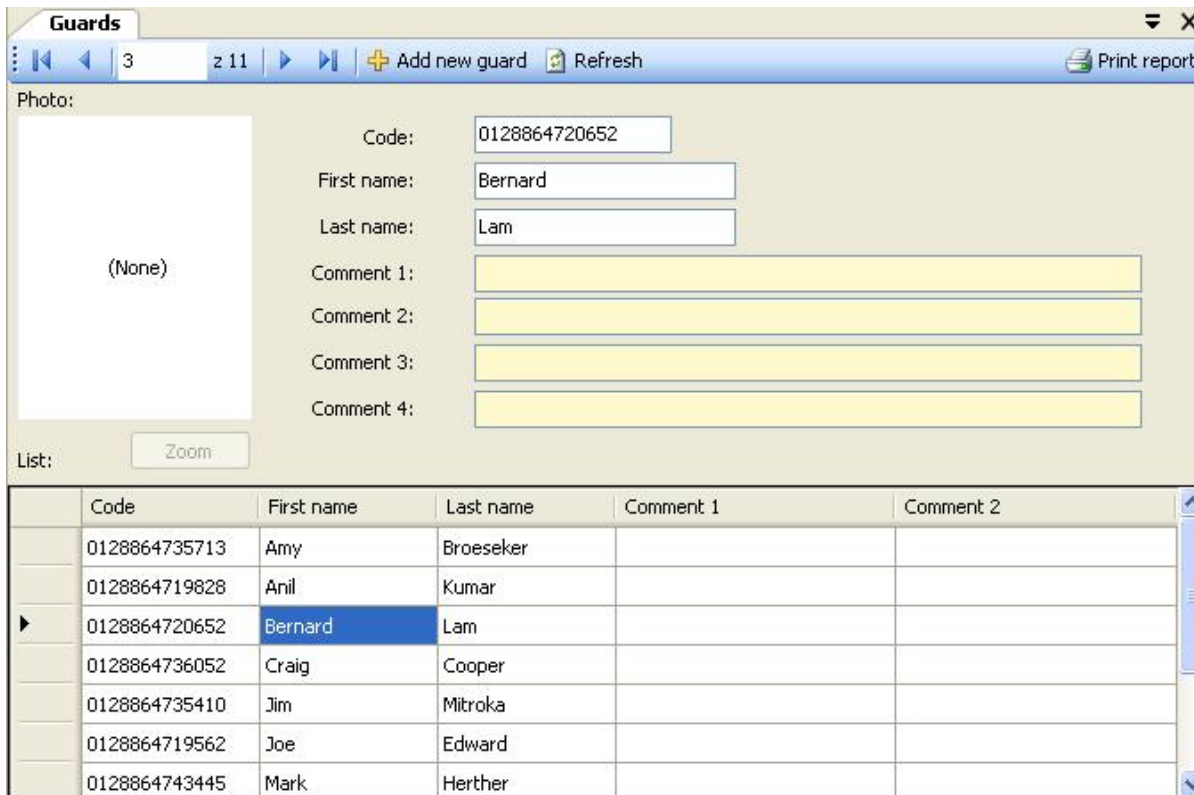 Guards
3 z 11 Add new guard Refresh Print report
Photo:
(None)
Code: 0128864720652
First name: Bernard
Last name: Lam
Comment 1:
Comment 2:
Comment 3:
Comment 4:
Zoom
List:
Code First name Last name Comment 1 Comment 2
0128864735713 Amy Broeseker
0128864719828 Anil Kumar
0128864720652 Bernard Lam
0128864736052 Craig Cooper
0128864735410 Jim Mitroka
0128864719562 Joe Edward
0128864743445 Mark Herther